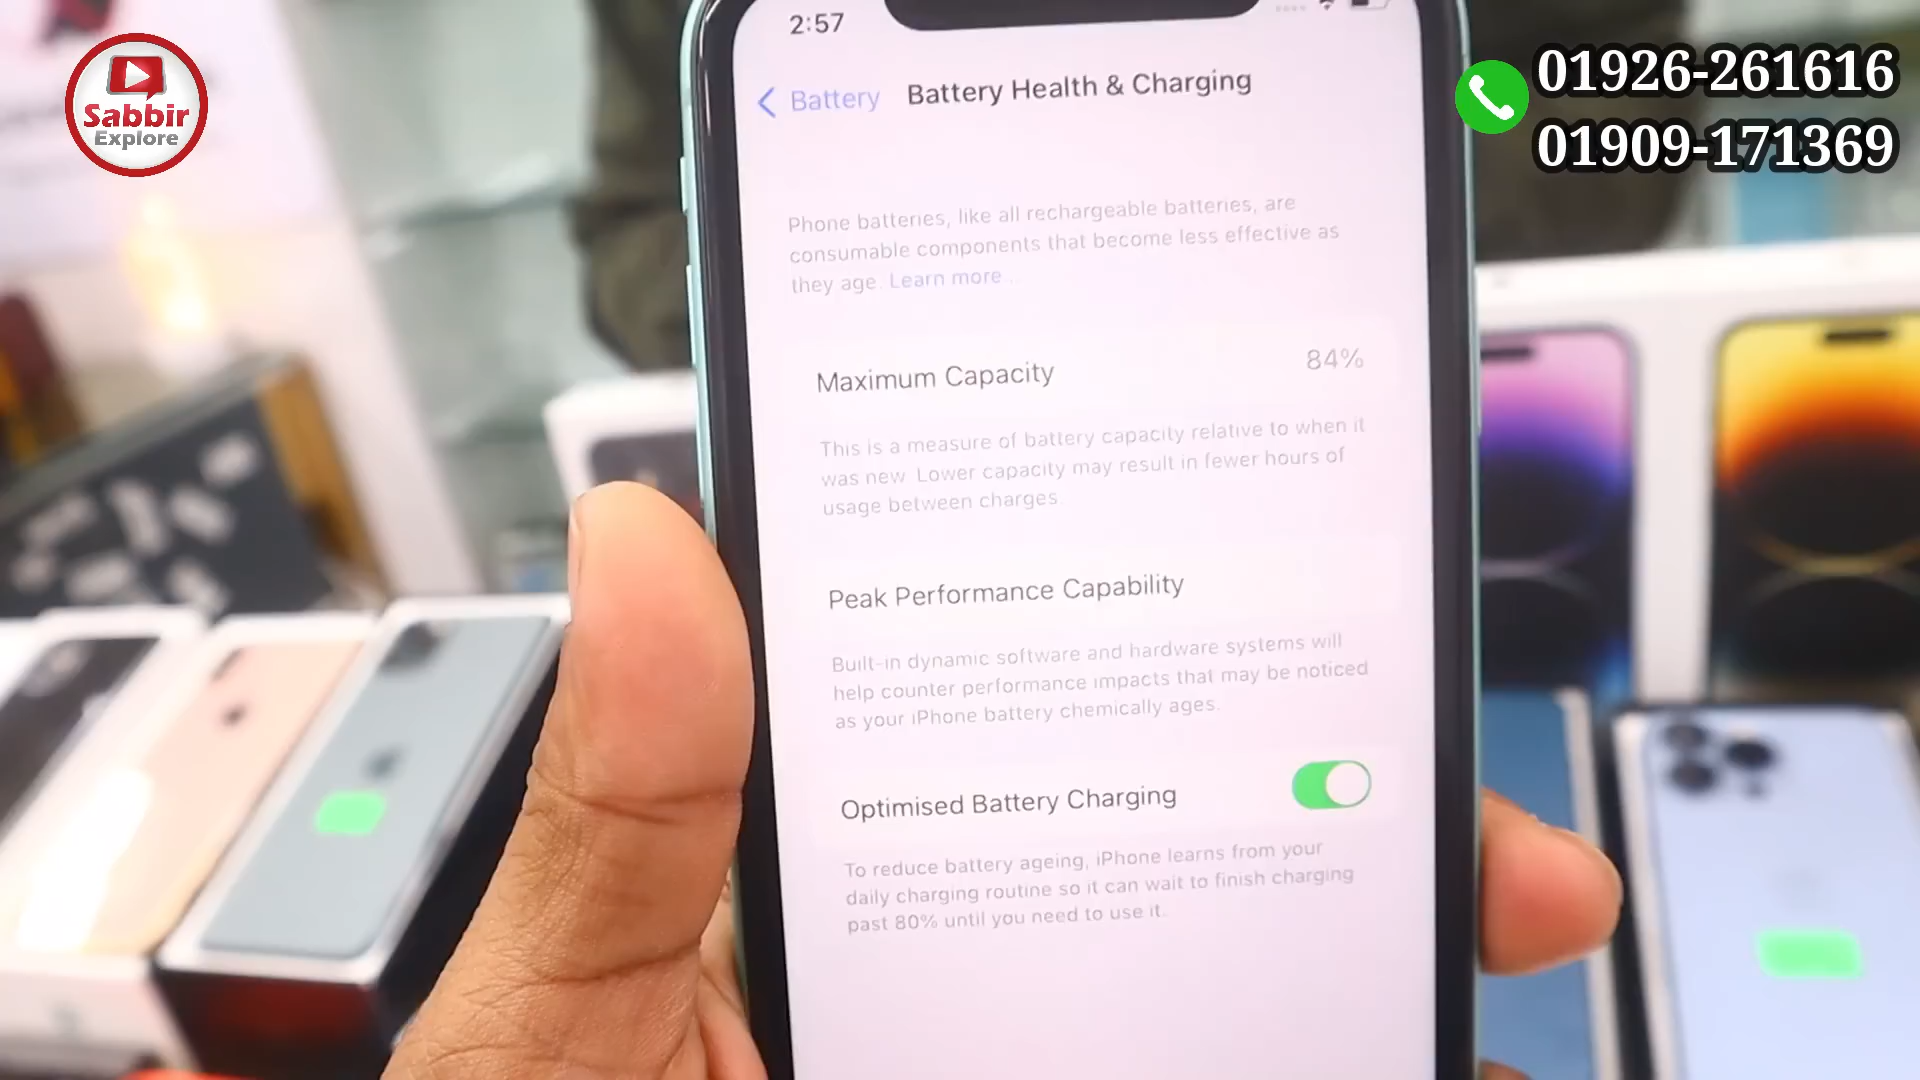 2:57
Battery
Battery Health & Charging
Sabbir
Explore
01926-261616
01909-171369
Phone batteries, like all rechargeable batteries, are
consumable components that become less effective as
they age. Learn more...
Maximum Capacity 84%
This is a measure of battery capacity relative to when it
was new. Lower capacity may result in fewer hours of
usage between charges.
Peak Performance Capability
Built-in dynamic software and hardware systems will
help counter performance impacts that may be noticed
as your iPhone battery chemically ages.
Optimised Battery Charging
To reduce battery ageing, iPhone learns from your
daily charging routine so it can wait to finish charging
past 80% until you need to use it.